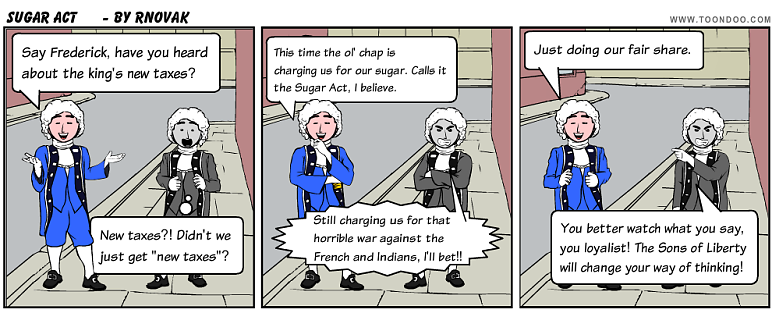 SUGAR ACT - BY RNOVAK
WWW.TOONDOO.COM
Say Frederick, have you heard
about the king's new taxes?
New taxes?! Didn't we
just get "new taxes"?
This time the ol' chap is
charging us for our sugar. Calls it
the Sugar Act, I believe.
Still charging us for that
horrible war against the
French and Indians, I'll bet!!
Just doing our fair share.
You better watch what you say,
you loyalist! The Sons of Liberty
will change your way of thinking!